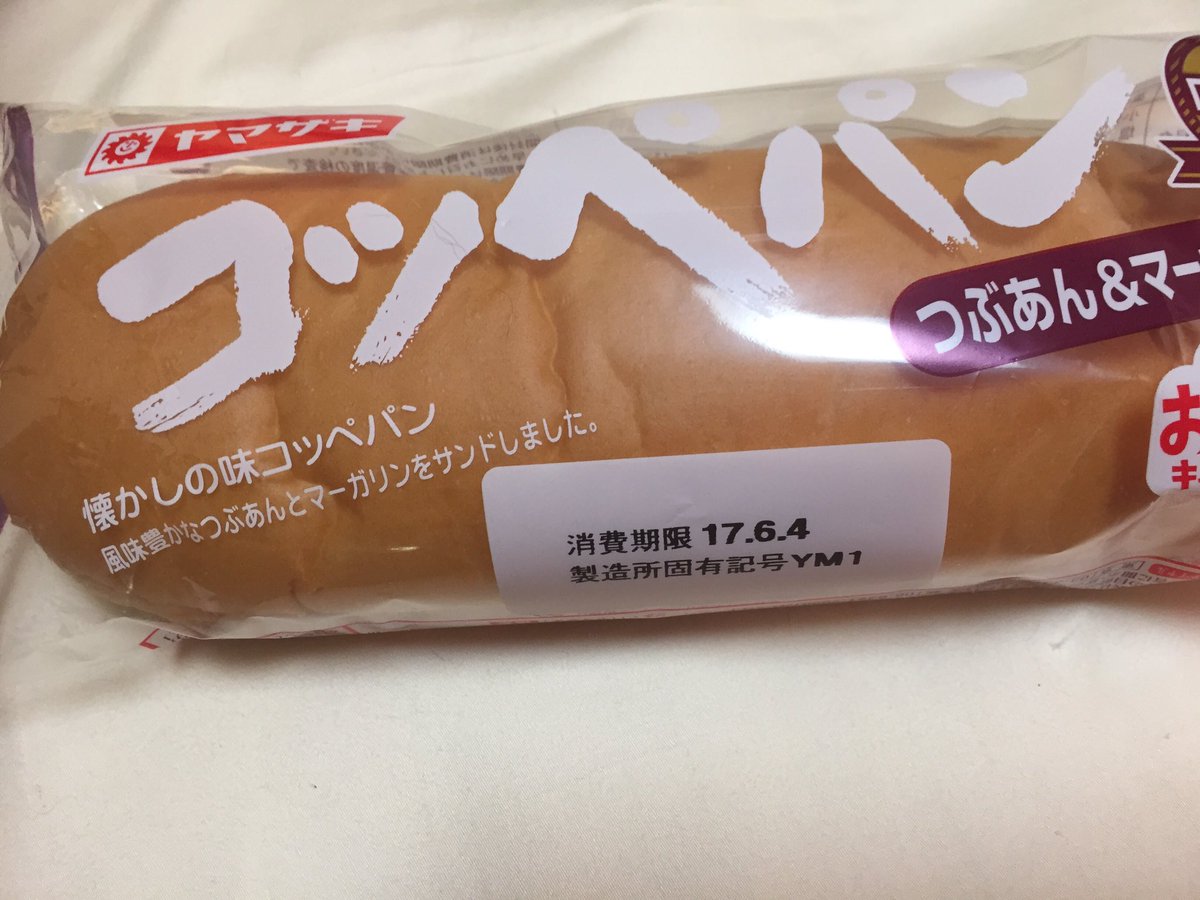 ヤマザキ
コッペパン
つぶあん&マー
懐かしの味コッペパン
風味豊かなつぶあんとマーガリンをサンドしました。
お
キ
消費期限 17.6.4
製造所固有記号YM1